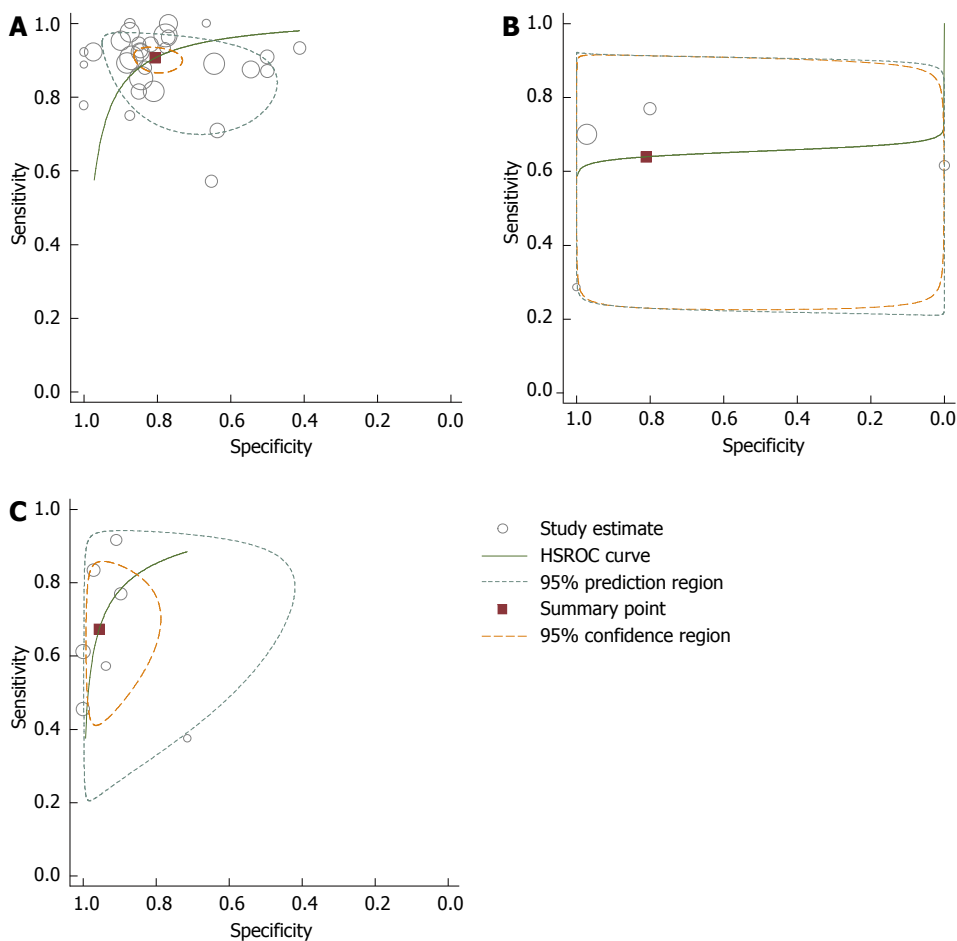 A
1.0
0.8
0.6
0.4
0.2
0.0
Sensitivity
1.0 0.8 0.6 0.4 0.2 0.0
Specificity
B
1.0
0.8
0.6
0.4
0.2
0.0
Sensitivity
1.0 0.8 0.6 0.4 0.2 0.0
Specificity
C
1.0
0.8
0.6
0.4
0.2
0.0
Sensitivity
1.0 0.8 0.6 0.4 0.2 0.0
Specificity
Study estimate
HSROC curve
95% prediction region
Summary point
95% confidence region